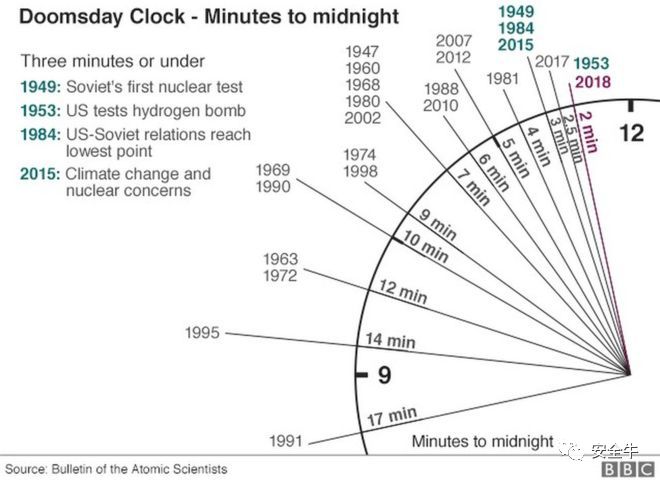 Doomsday Clock - Minutes to midnight
Three minutes or under
1949: Soviet's first nuclear test
1953: US tests hydrogen bomb
1984: US-Soviet relations reach
lowest point
2015: Climate change and
nuclear concerns
1947
1960
1968
1980
2002
2007
2012
1988
2010
1949
1984
2015
1981
2017
1953
2018
1974
1998
1969
1990
1963
1972
1995
1991
2 min
2.5 min
3 min
4 min
5 min
6 min
7 min
9 min
10 min
12 min
14 min
17 min
12
9
Minutes to midnight
安全牛
Source: Bulletin of the Atomic Scientists
BBC